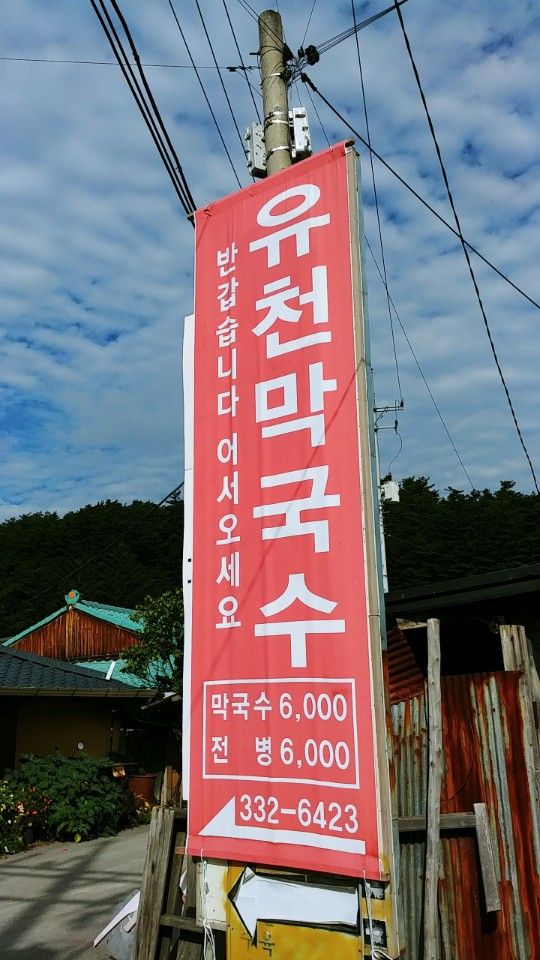 유천막국수
반갑습니다 어서오세요
막국수 6,000
전 병 6,000
332-6423